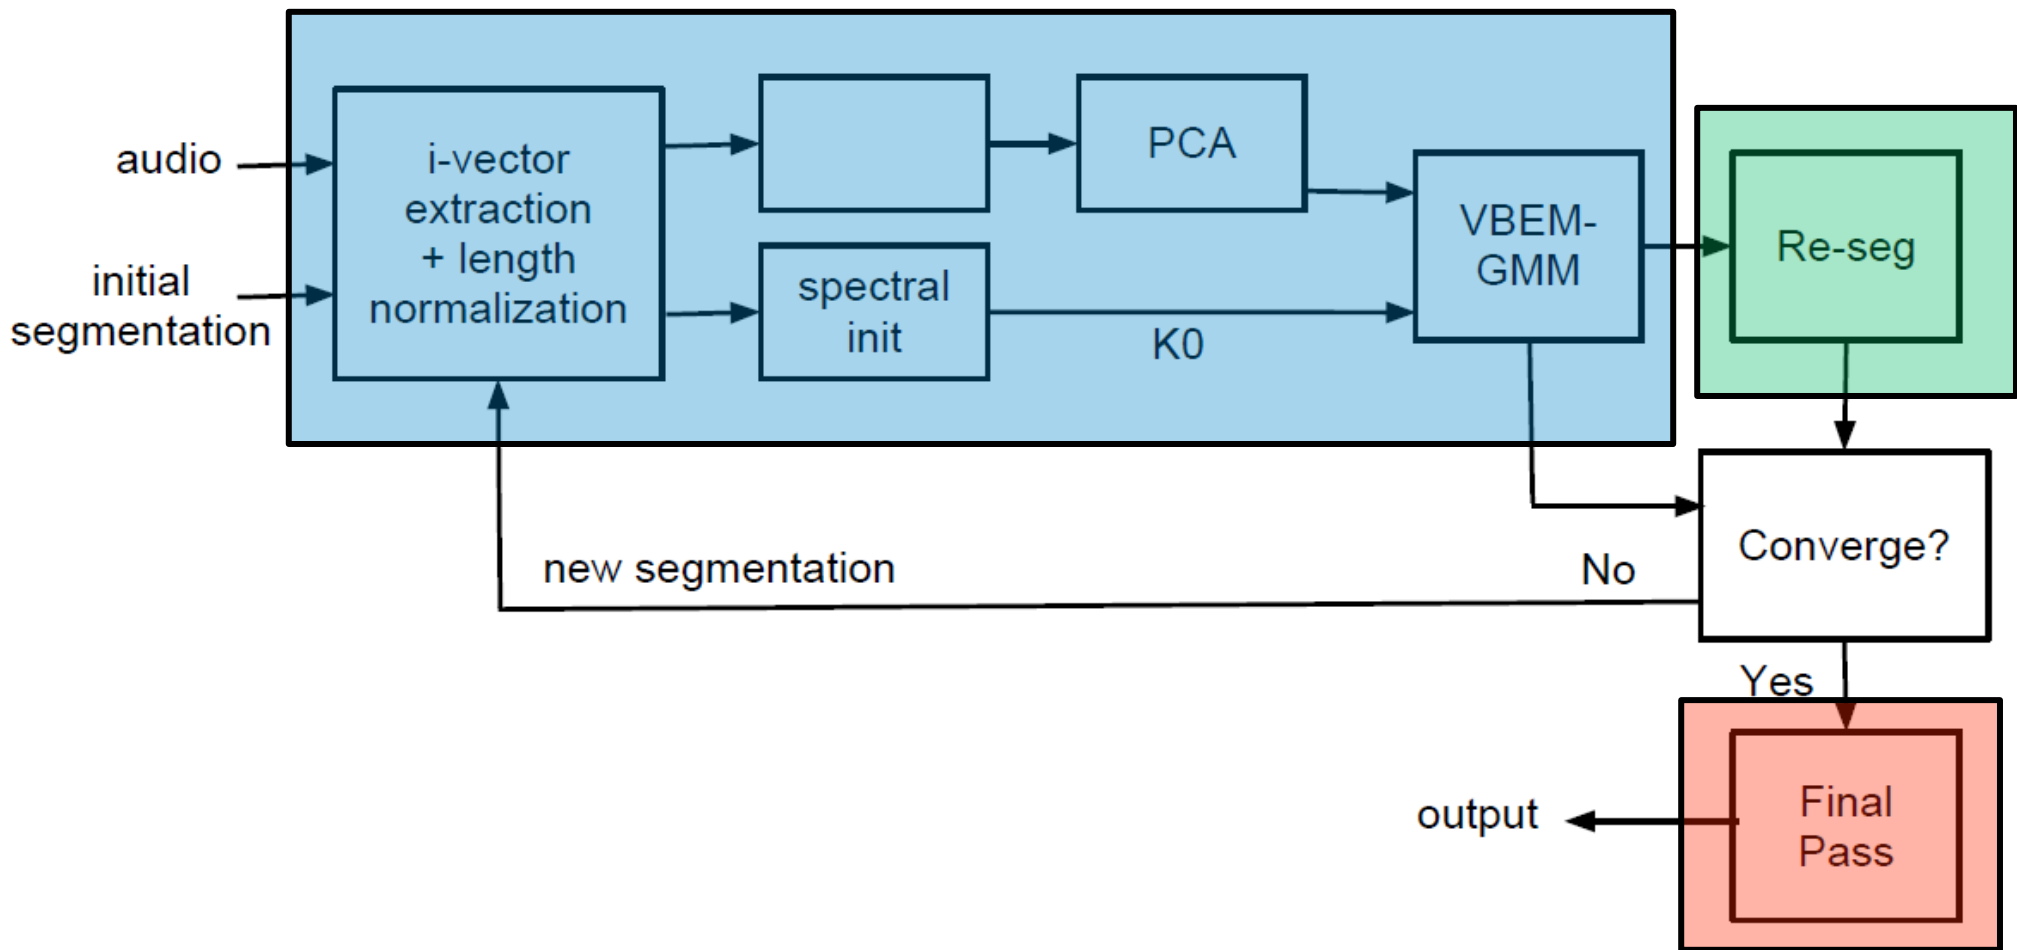 audio
initial
segmentation
i-vector
extraction
+ length
normalization
PCA
spectral
init
K0
VBEM-
GMM
Re-seg
Converge?
No
new segmentation
Yes
Final
Pass
output